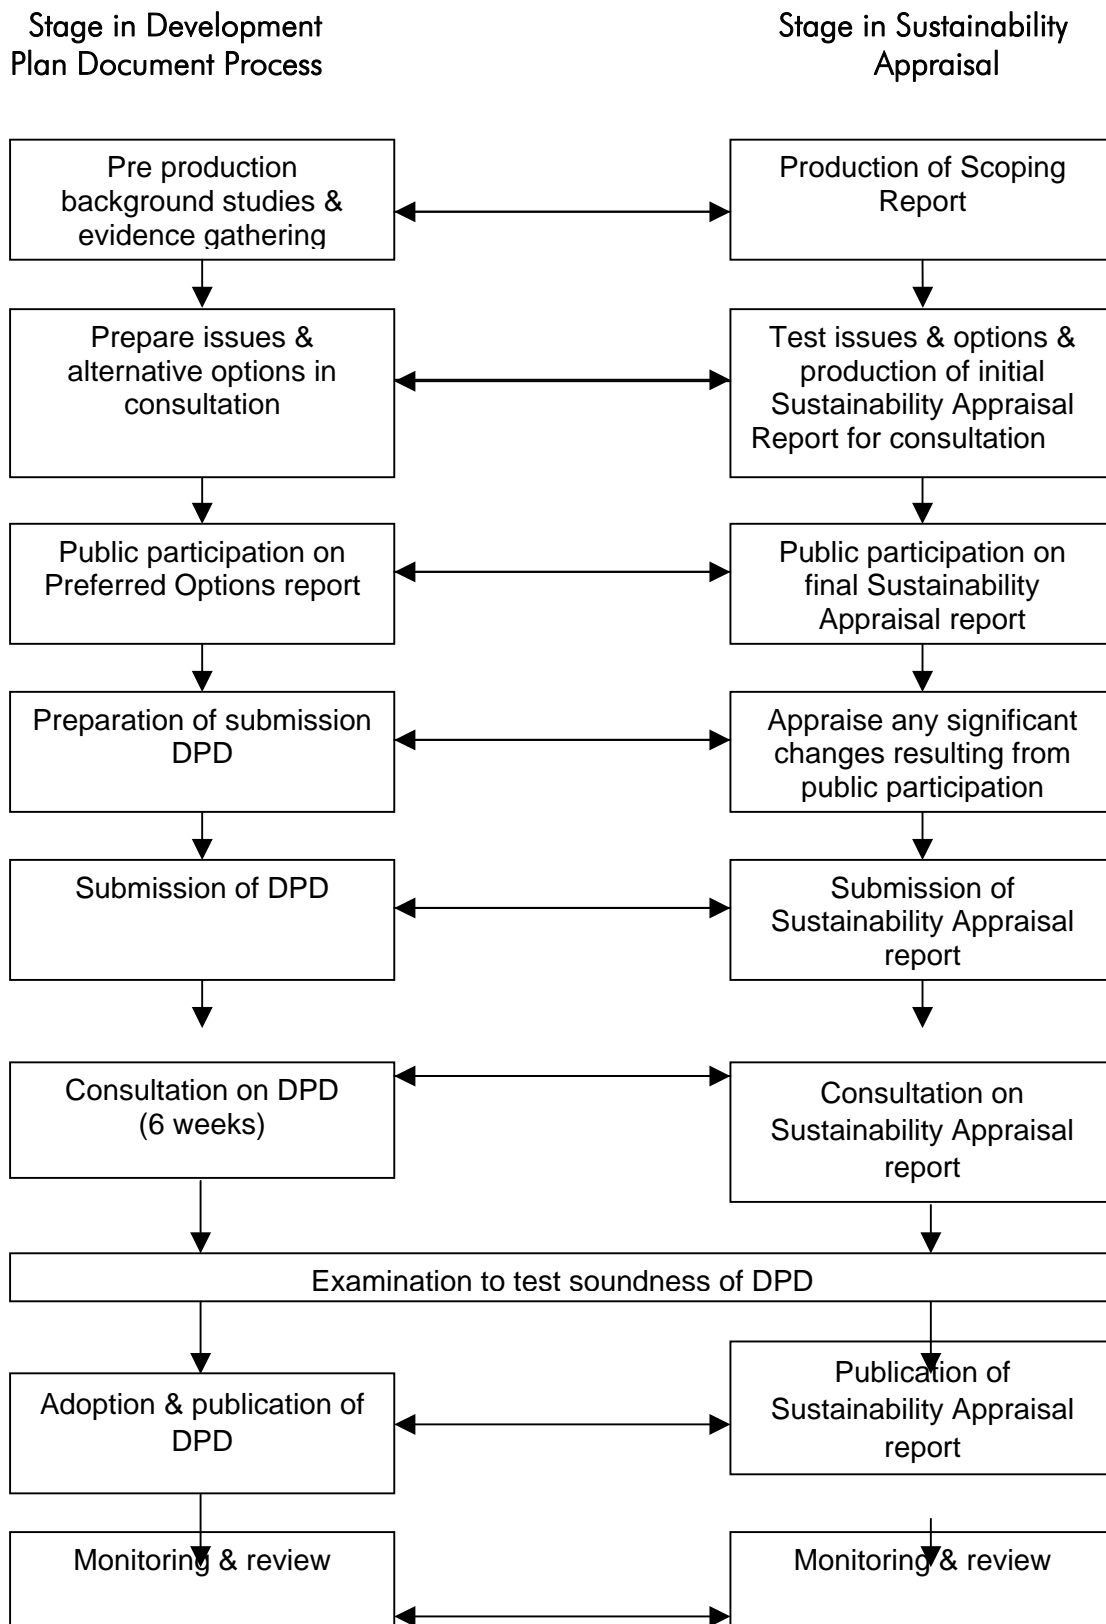 Stage in Development
Plan Document Process
Stage in Sustainability
Appraisal
Pre production
background studies &
evidence gathering
Production of Scoping
Report
Prepare issues &
alternative options in
consultation
Test issues & options &
production of initial
Sustainability Appraisal
Report for consultation
Public participation on
Preferred Options report
Public participation on
final Sustainability
Appraisal report
Preparation of submission
DPD
Appraise any significant
changes resulting from
public participation
Submission of DPD
Submission of
Sustainability Appraisal
report
Consultation on DPD
(6 weeks)
Consultation on
Sustainability Appraisal
report
Examination to test soundness of DPD
Adoption & publication of
DPD
Publication of
Sustainability Appraisal
report
Monitoring & review
Monitoring & review